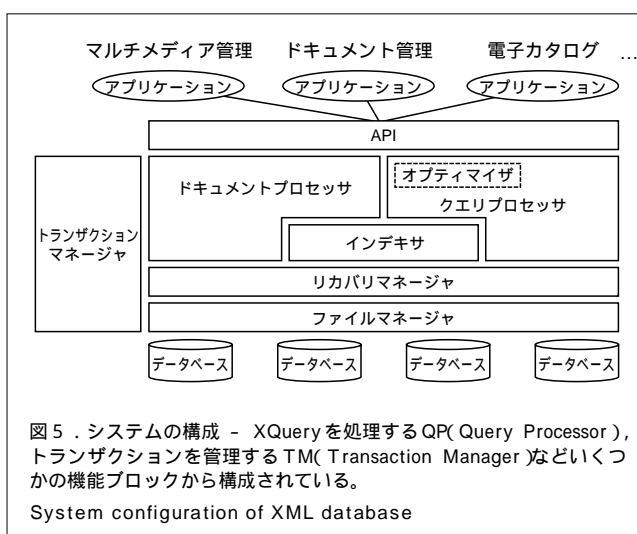 マルチメディア管理 ドキュメント管理 電子カタログ …
アプリケーション アプリケーション アプリケーション
API
オプティマイザ
ドキュメントプロセッサ
クエリプロセッサ
トランザクション
マネージャ
インデキサ
リカバリマネージャ
ファイルマネージャ
データベース データベース データベース データベース
図5．システムの構成 － XQueryを処理するQP(Query Processor),
トランザクションを管理するTM(Transaction Manager)などいくつ
かの機能ブロックから構成されている。
System configuration of XML database